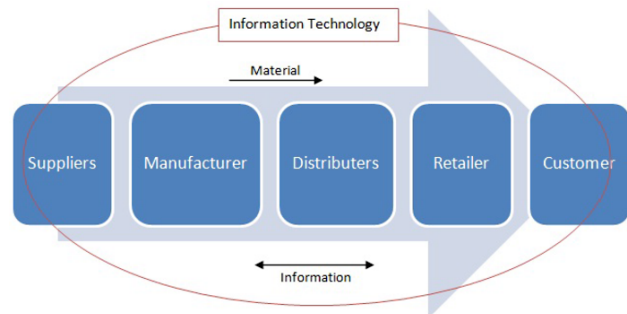 Information Technology
Material
Suppliers
Manufacturer
Distributers
Retailer
Customer
Information